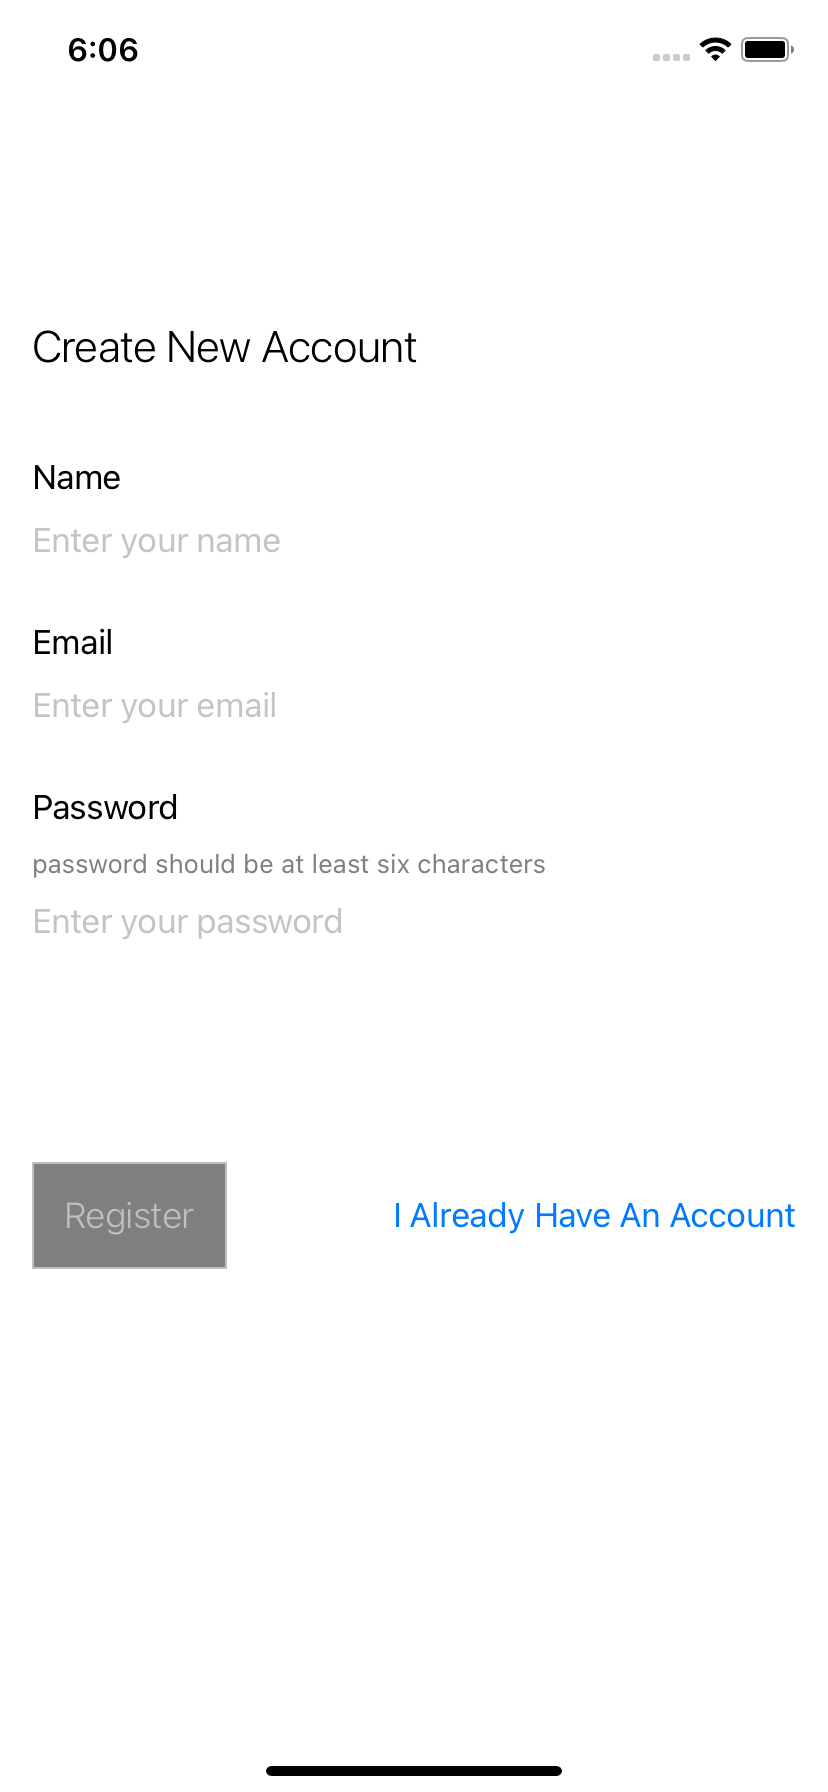 6:06
Create New Account
Name
Enter your name
Email
Enter your email
Password
password should be at least six characters
Enter your password
Register
I Already Have An Account